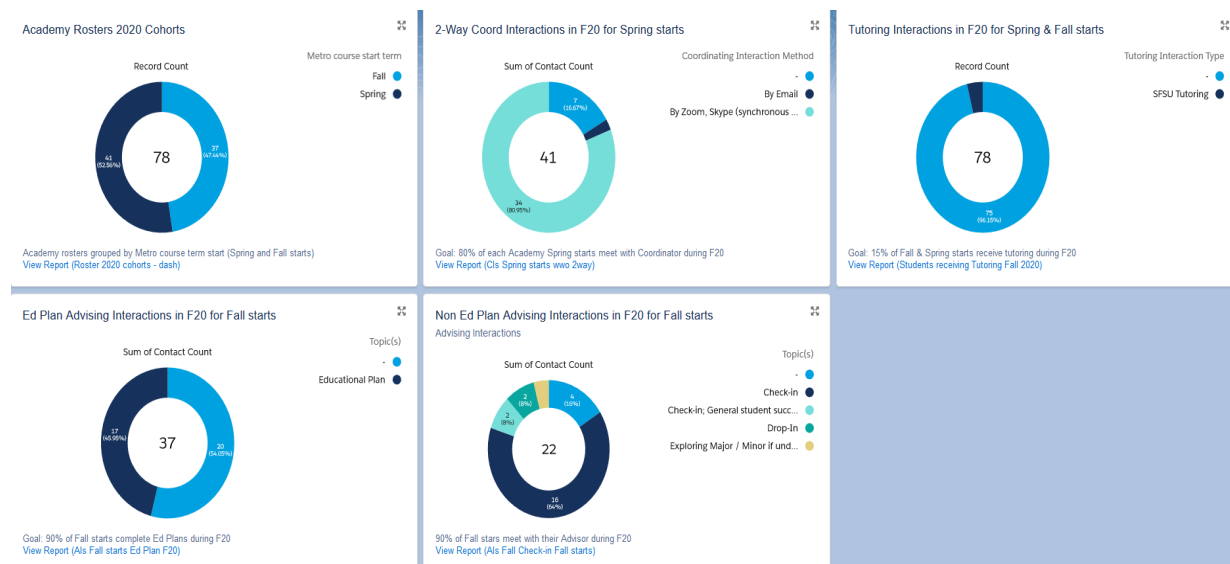 Academy Rosters 2020 Cohorts
Metro course start term
Record Count
Fall
Spring
41
(52.56%)
78
37
(47.44%)
Academy rosters grouped by Metro course term start (Spring and Fall starts)
View Report (Roster 2020 cohorts - dash)
2-Way Coord Interactions in F20 for Spring starts
Coordinating Interaction Method
Sum of Contact Count
-
By Email
By Zoom, Skype (synchronous ...
7
(16.67%)
41
34
(80.95%)
Goal: 80% of each Academy Spring starts meet with Coordinator during F20
View Report (CIs Spring starts wwo 2way)
Tutoring Interactions in F20 for Spring & Fall starts
Tutoring Interaction Type
Record Count
-
SFSU Tutoring
78
75
(96.15%)
Goal: 15% of Fall & Spring starts receive tutoring during F20
View Report (Students receiving Tutoring Fall 2020)
Ed Plan Advising Interactions in F20 for Fall starts
Topic(s)
Sum of Contact Count
-
Educational Plan
17
(45.95%)
37
20
(54.05%)
Goal: 90% of Fall starts complete Ed Plans during F20
View Report (AIs Fall starts Ed Plan F20)
Non Ed Plan Advising Interactions in F20 for Fall starts
Advising Interactions
Topic(s)
Sum of Contact Count
-
Check-in
Check-in; General student succ...
Drop-In
Exploring Major / Minor if und...
2
(8%)
4
(16%)
2
(8%)
22
16
(64%)
90% of Fall stars meet with their Advisor during F20
View Report (AIs Fall Check-in Fall starts)